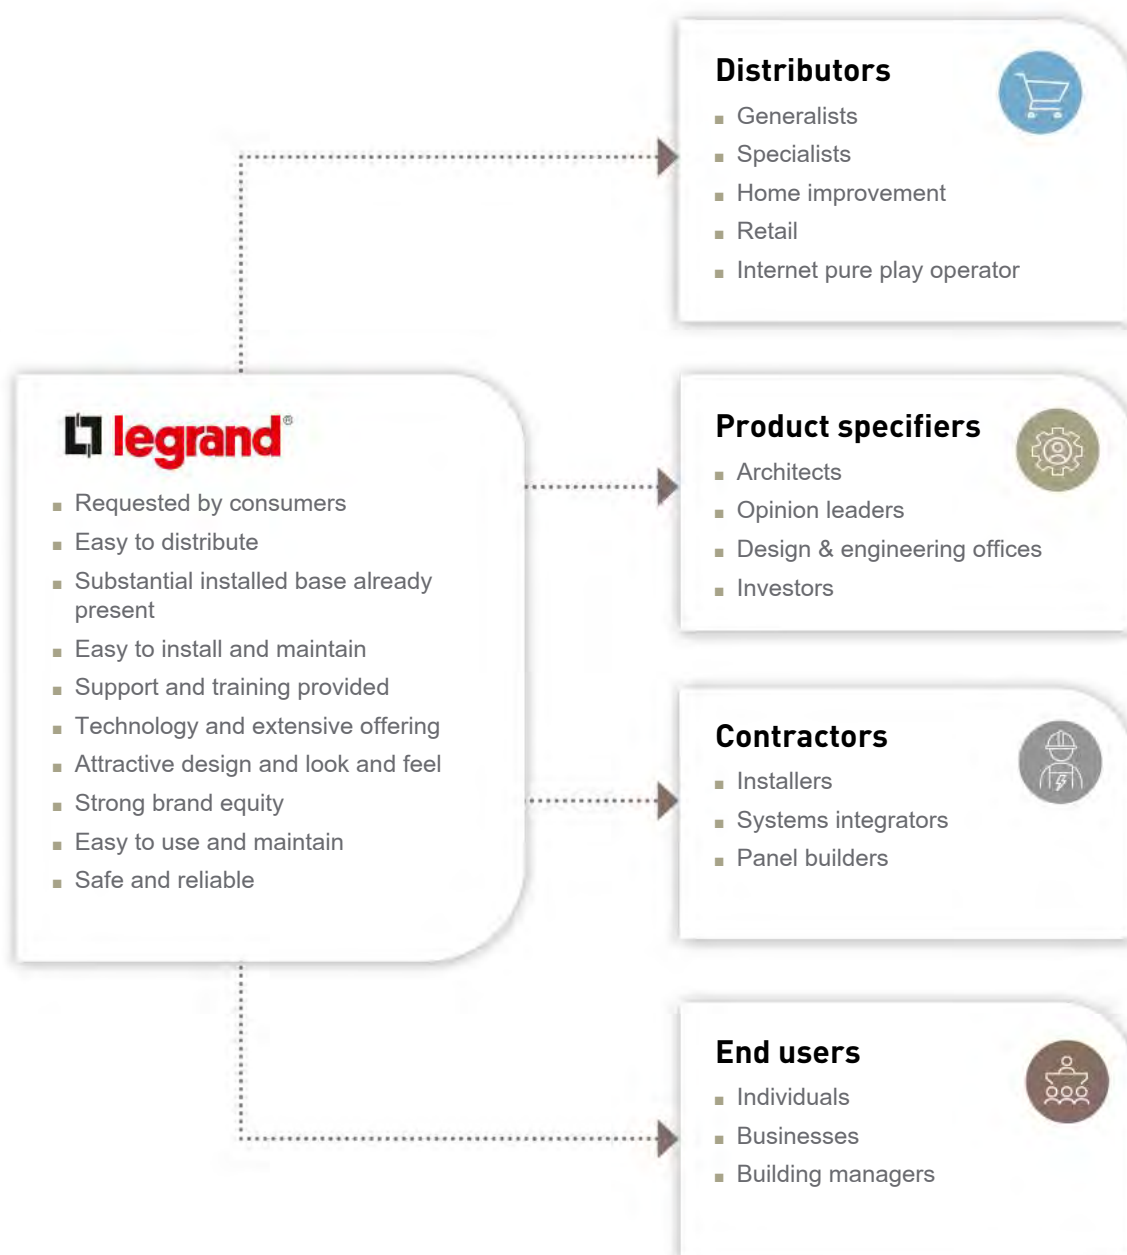 Distributors
Generalists
Specialists
Home improvement
Retail
Internet pure play operator
legrand®
Requested by consumers
Easy to distribute
Substantial installed base already
present
Easy to install and maintain
Support and training provided
Technology and extensive offering
Attractive design and look and feel
Strong brand equity
Easy to use and maintain
Safe and reliable
Product specifiers
Architects
Opinion leaders
Design & engineering offices
Investors
Contractors
Installers
Systems integrators
Panel builders
End users
Individuals
Businesses
Building managers